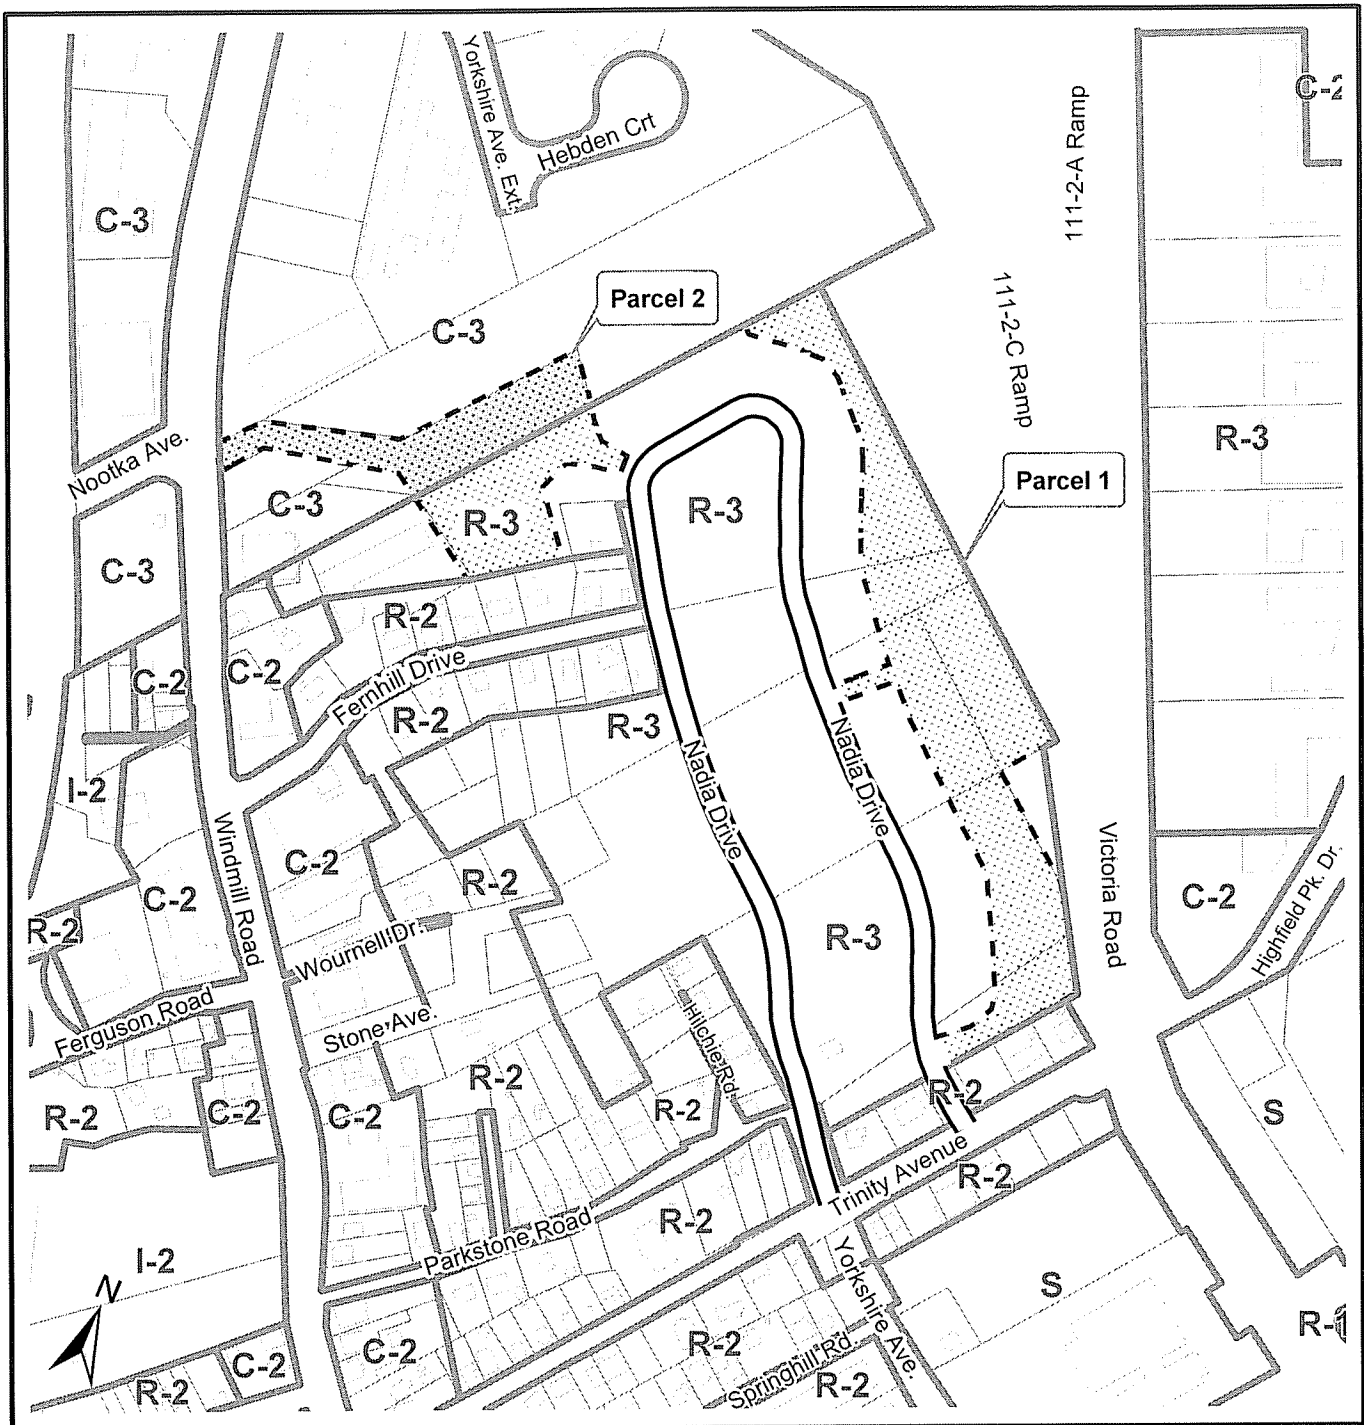 Yorkshire Ave. Ext.
Hebden Crt
C-2
111-2-A Ramp
C-3
Parcel 2
C-3
111-2-C Ramp
R-3
Nootka Ave.
Parcel 1
C-3
R-3
R-3
C-3
R-2
C-2
C-2
Fernhill Drive
R-2
R-3
Nadia Drive
Nadia Drive
I-2
Windmill Road
C-2
R-2
C-2
Victoria Road
C-2
Highfield Pk. Dr.
R-2
R-3
Wournell Dr.
Ferguson Road
Stone Ave.
Hilchie Rd.
R-2
R-2
R-2
C-2
C-2
R-2
S
Trinity Avenue
R-2
R-2
Parkstone Road
I-2
N
Yorkshire Ave.
S
R-1
C-2
C-2
R-2
R-2
Springhill Rd.
R-2